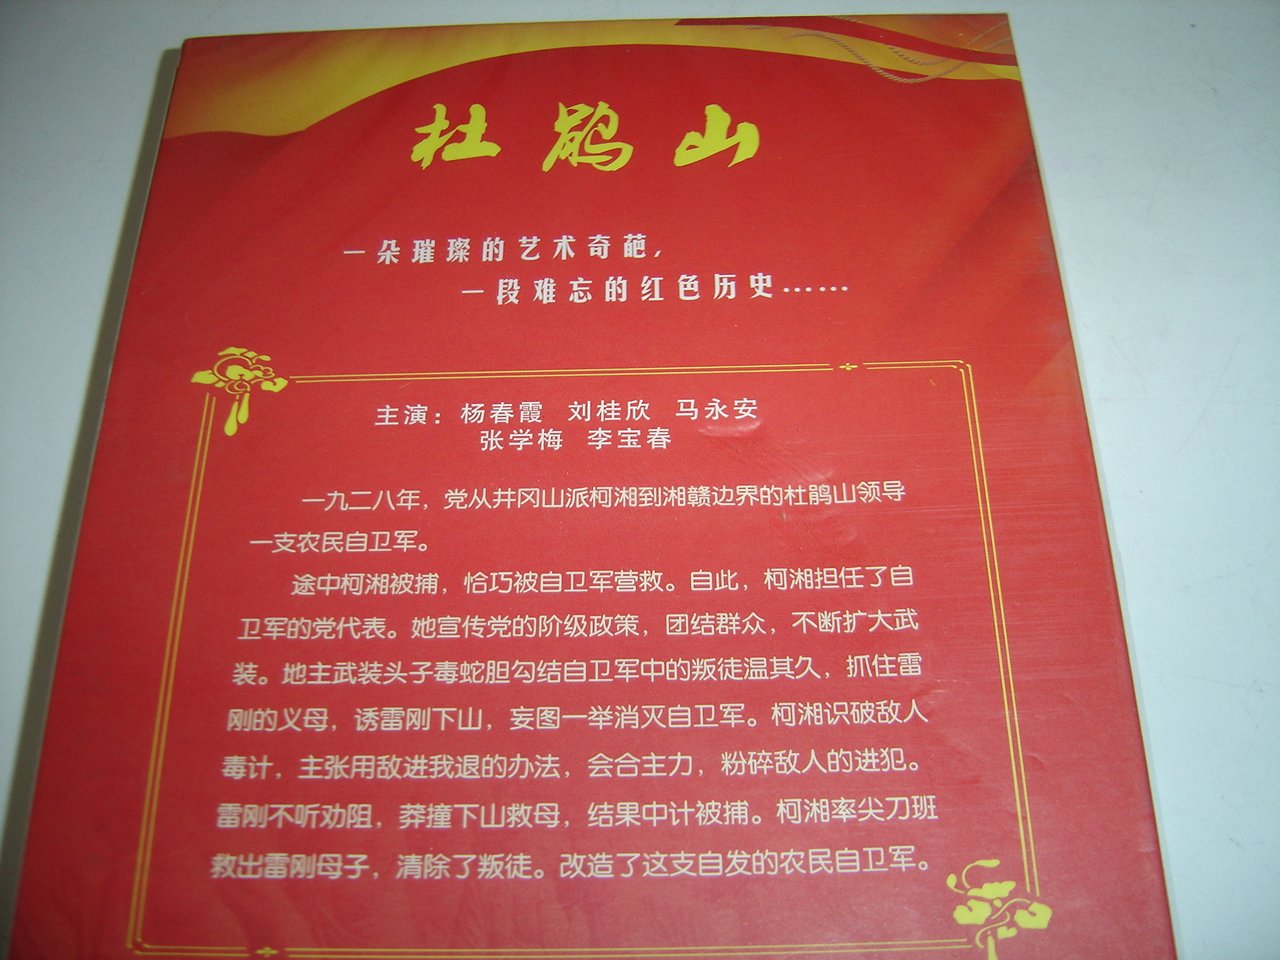 杜鹃山
一朵璀璨的艺术奇葩，
一段难忘的红色历史……
主演：杨春霞 刘桂欣 马永安
张学梅 李宝春
一九二八年，党从井冈山派柯湘到湘赣边界的杜鹃山领导
一支农民自卫军。
途中柯湘被捕，恰巧被自卫军营救。自此，柯湘担任了自
卫军的党代表。她宣传党的阶级政策，团结群众，不断扩大武
装。地主武装头子毒蛇胆勾结自卫军中的叛徒温其久，抓住雷
刚的义母，诱雷刚下山，妄图一举消灭自卫军。柯湘识破敌人
毒计，主张用敌进我退的办法，会合主力，粉碎敌人的进犯。
雷刚不听劝阻，莽撞下山救母，结果中计被捕。柯湘率尖刀班
救出雷刚母子，清除了叛徒。改造了这支自发的农民自卫军。